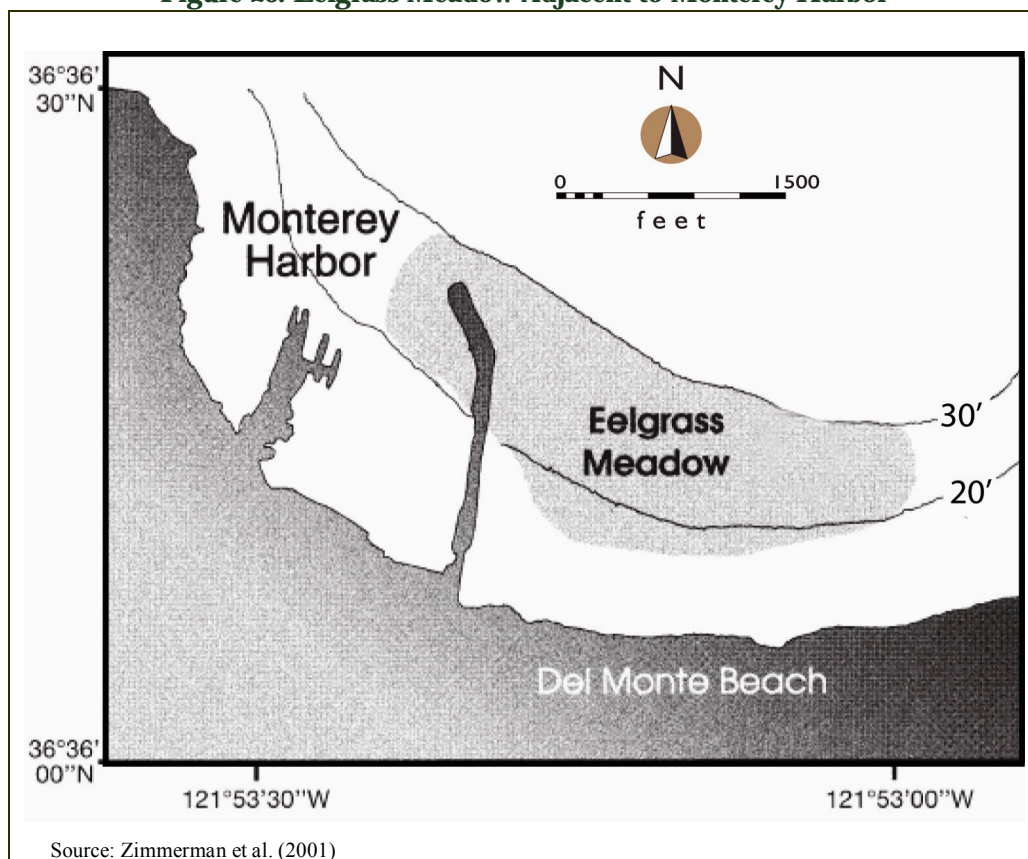 Figure Eelgrass Meadow Adjacent to Monterey Harbor
36°36'
30''N
N
0 1500
feet
Monterey
Harbor
Eelgrass
Meadow
30′
20′
Del Monte Beach
36°36'
00''N
121°53'30''W
121°53'00''W
Source: Zimmerman et al. (2001)